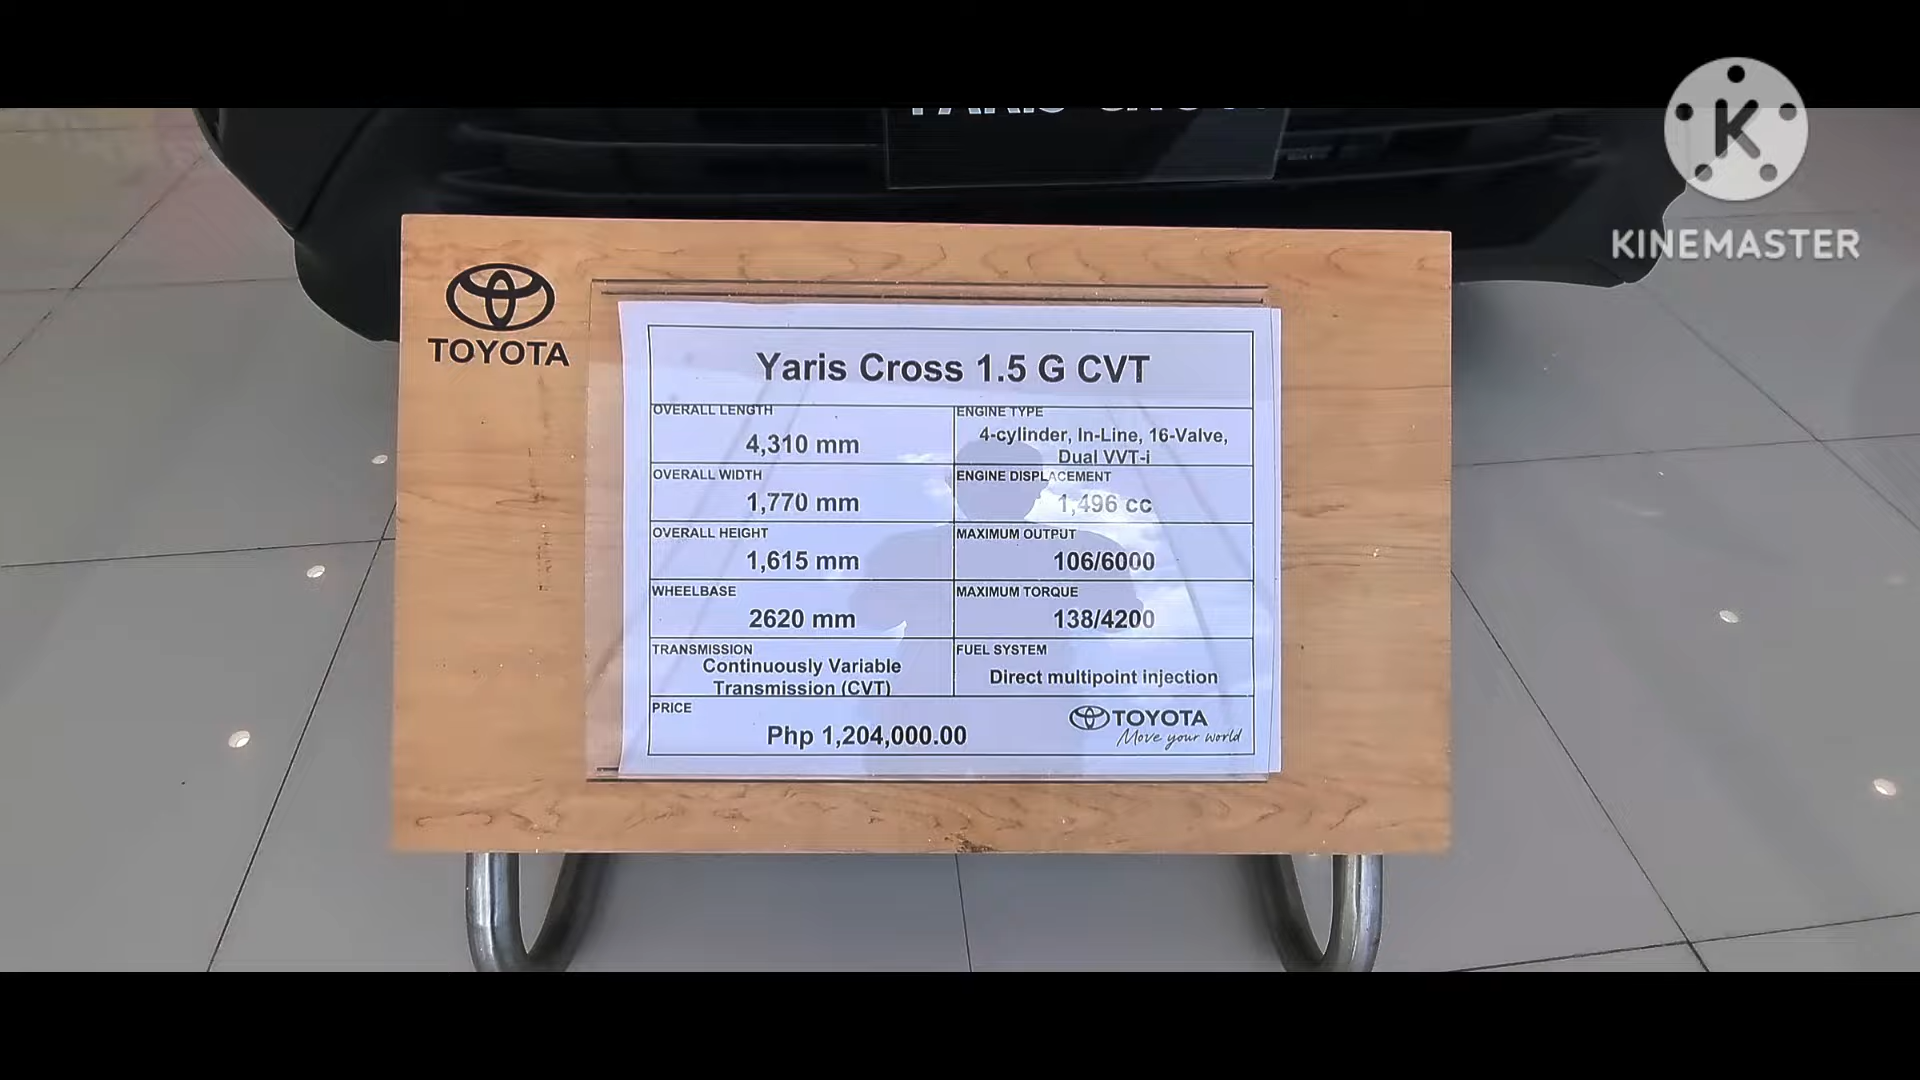 KINEMASTER
TOYOTA
Yaris Cross 1.5 G CVT
OVERALL LENGTH
4,310 mm
ENGINE TYPE
4-cylinder, In-Line, 16-Valve,
Dual VVT-i
OVERALL WIDTH
1,770 mm
ENGINE DISPLACEMENT
1,496 cc
OVERALL HEIGHT
1,615 mm
MAXIMUM OUTPUT
106/6000
WHEELBASE
2620 mm
MAXIMUM TORQUE
138/4200
TRANSMISSION
Continuously Variable
Transmission (CVT)
FUEL SYSTEM
Direct multipoint injection
PRICE
Php 1,204,000.00
TOYOTA
Move your world